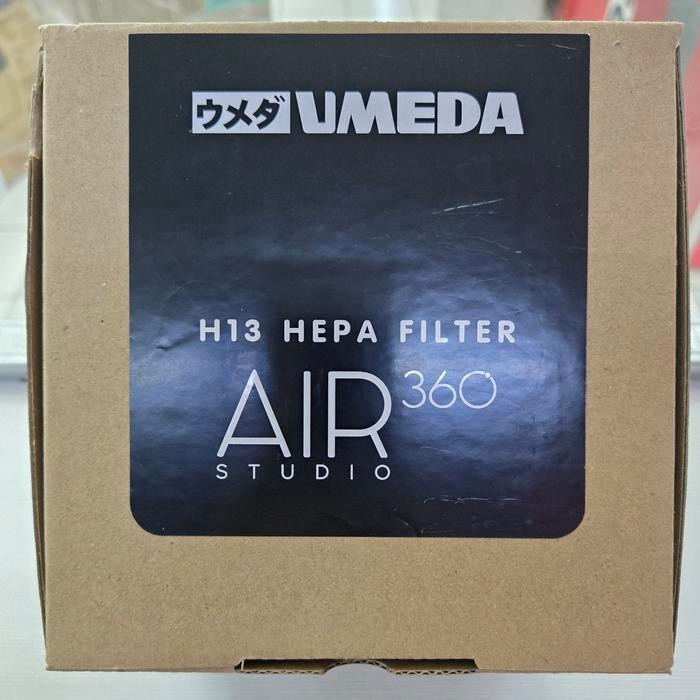 ウメダ UMEDA
H13 HEPA FILTER
AIR 360
STUDIO